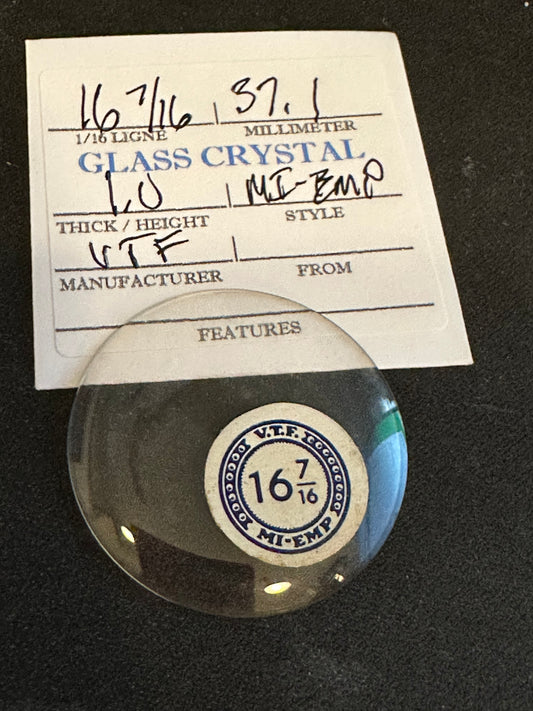 16 7/16 37.1
1/16 LIGNE MILLIMETER
GLASS CRYSTAL
1.0 MI-EMP
THICK / HEIGHT STYLE
VTF
MANUFACTURER FROM
FEATURES
V.T.F.
16 7/16
MI-EMP